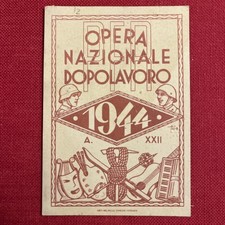 OPERA
NAZIONALE
DOPOLAVORO
1944
A. XXII